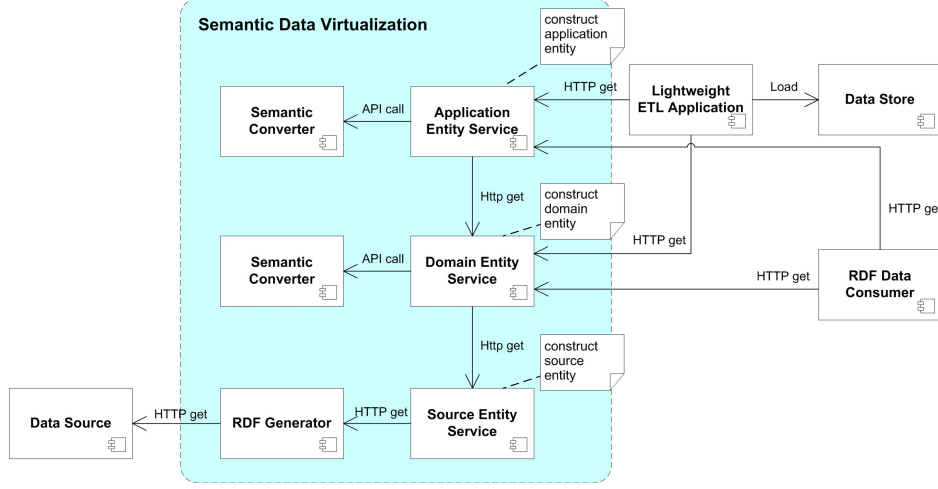 Semantic Data Virtualization
construct
application
entity
Semantic
Converter
API call
Application
Entity Service
HTTP get
Lightweight
ETL Application
Load
Data Store
Http get
construct
domain
entity
HTTP get
HTTP ge
Semantic
Converter
API call
Domain Entity
Service
HTTP get
RDF Data
Consumer
Http get
construct
source
entity
Data Source
HTTP get
RDF Generator
HTTP get
Source Entity
Service